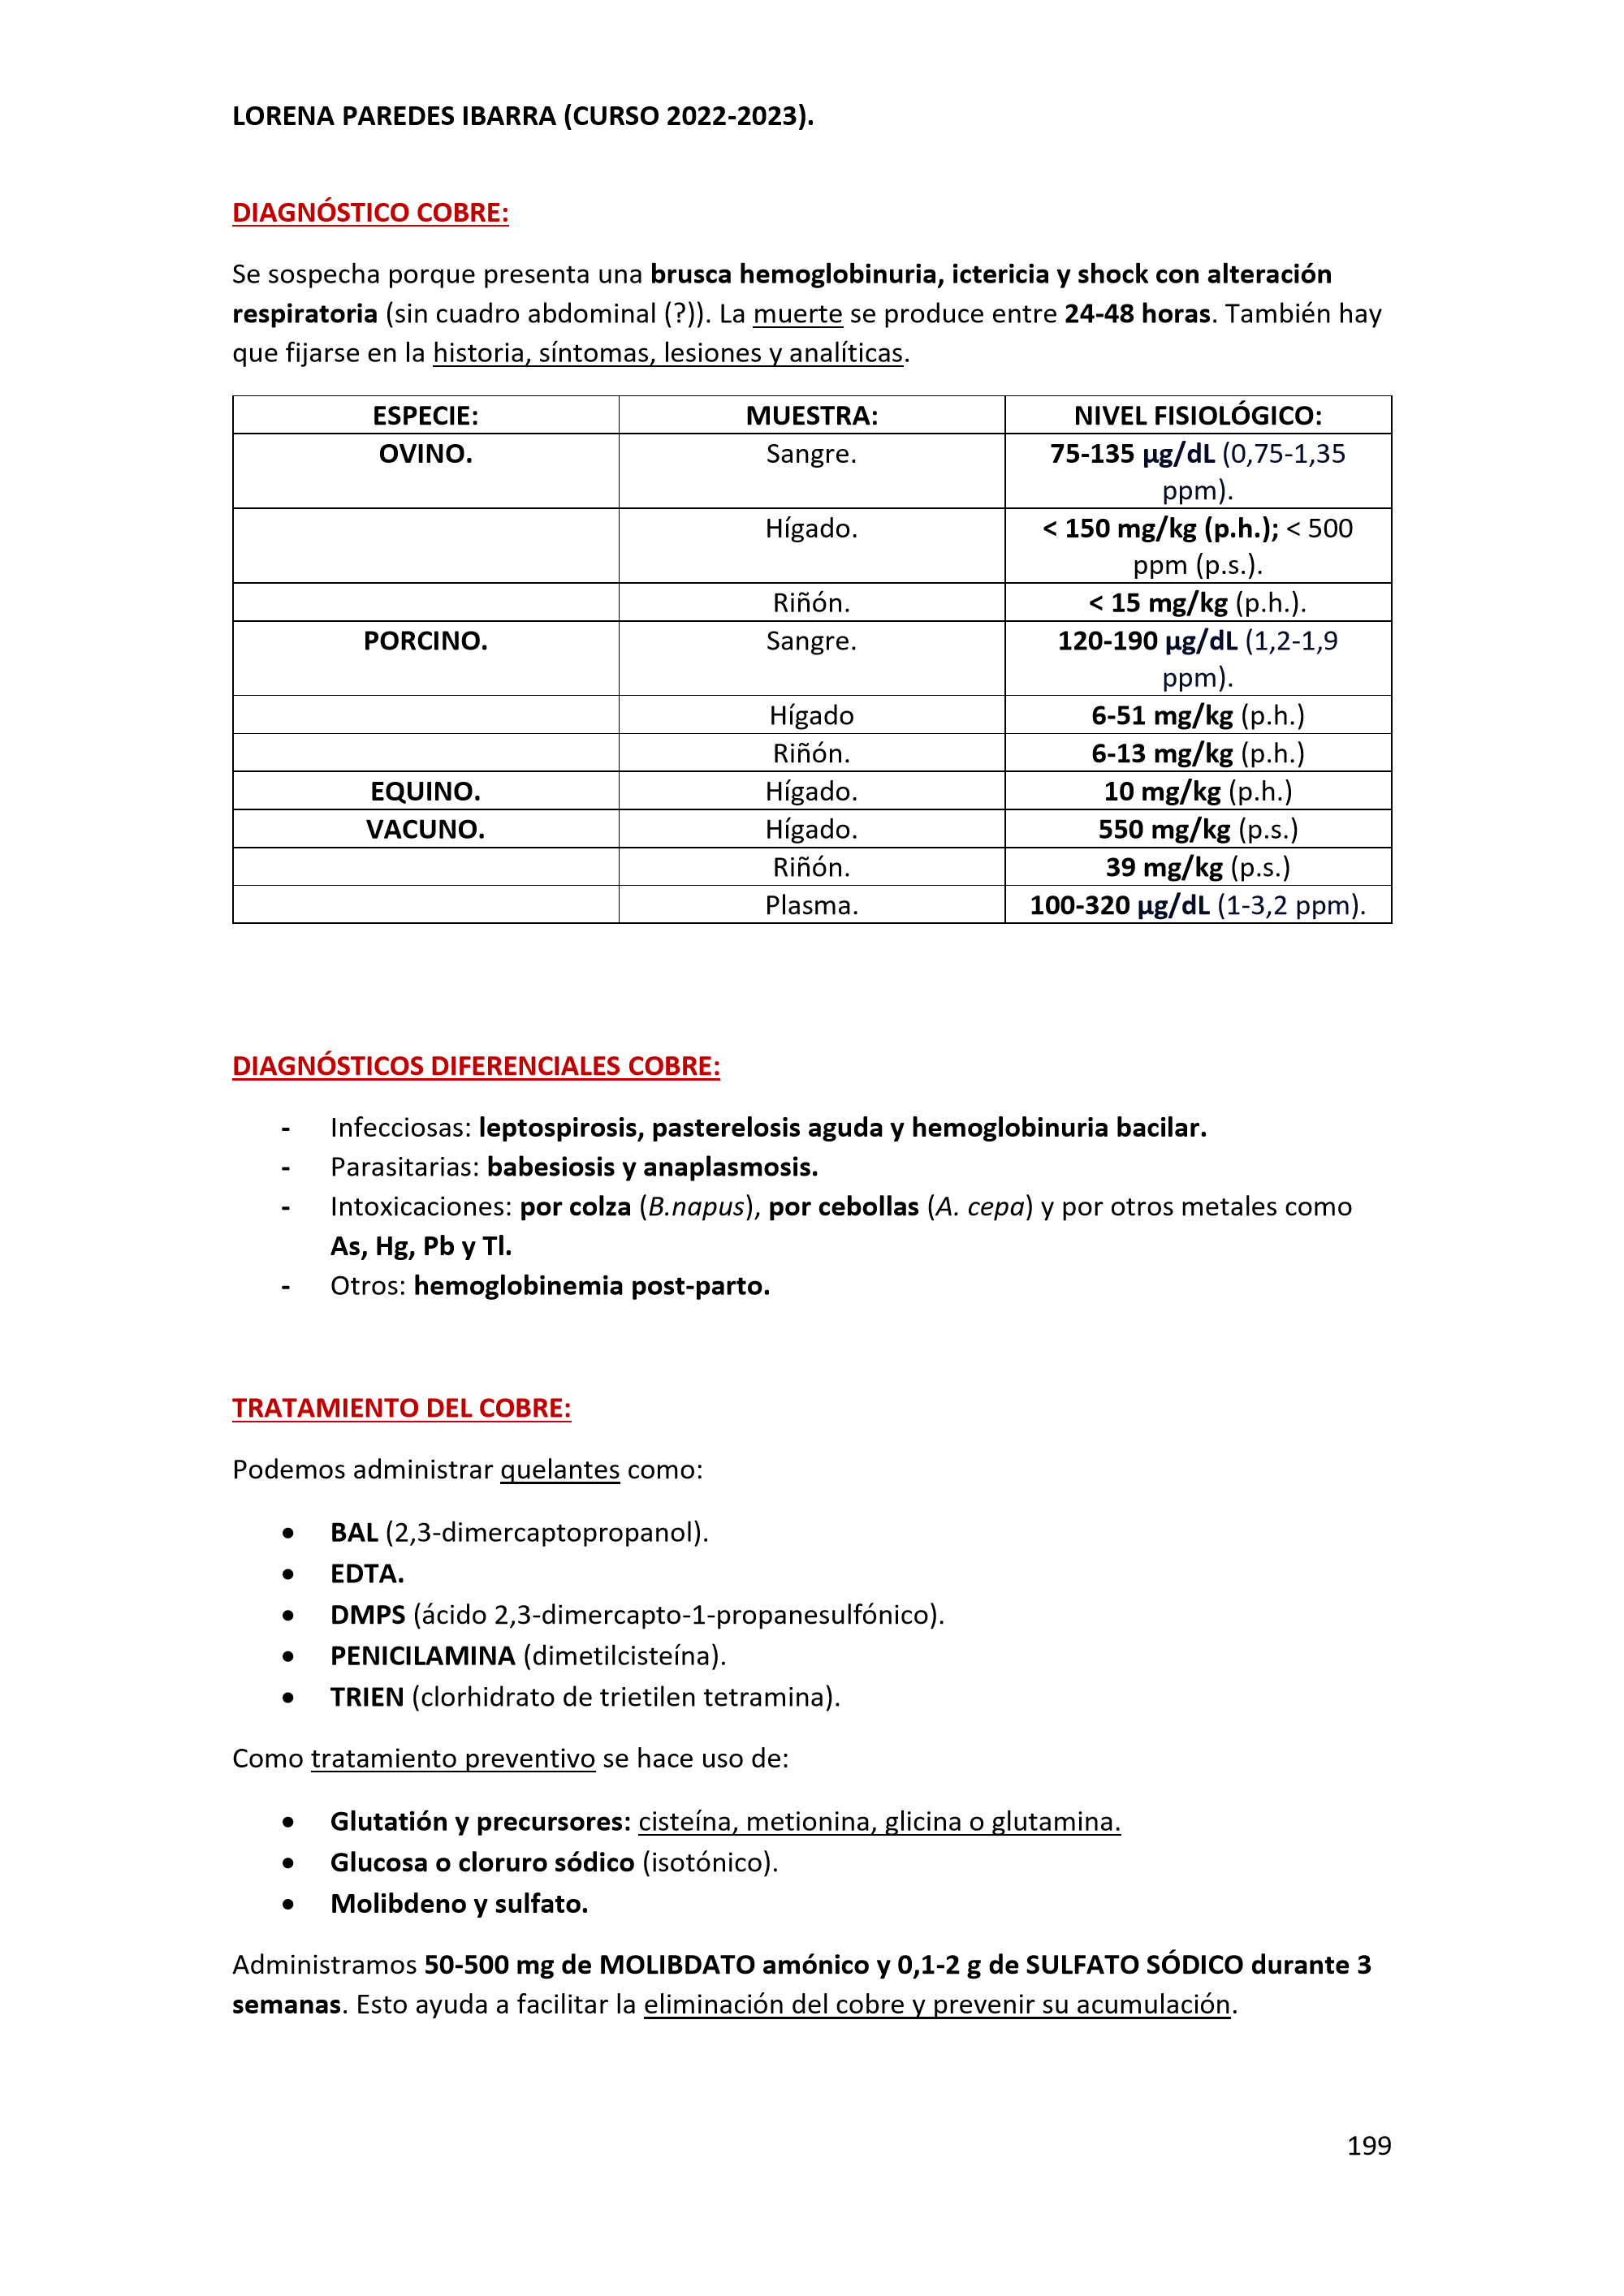 LORENA PAREDES IBARRA (CURSO 2022-2023).
DIAGNÓSTICO COBRE:
Se sospecha porque presenta una brusca hemoglobinuria, ictericia y shock con alteración
respiratoria (sin cuadro abdominal (?)). La muerte se produce entre 24-48 horas. También hay
que fijarse en la historia, síntomas, lesiones y analíticas.
ESPECIE: MUESTRA: NIVEL FISIOLÓGICO:
OVINO. Sangre. 75-135 µg/dL (0,75-1,35
ppm).
Hígado. < 150 mg/kg (p.h.); < 500
ppm (p.s.).
Riñón. < 15 mg/kg (p.h.).
PORCINO. Sangre. 120-190 µg/dL (1,2-1,9
ppm).
Hígado 6-51 mg/kg (p.h.)
Riñón. 6-13 mg/kg (p.h.)
EQUINO. Hígado. 10 mg/kg (p.h.)
VACUNO. Hígado. 550 mg/kg (p.s.)
Riñón. 39 mg/kg (p.s.)
Plasma. 100-320 µg/dL (1-3,2 ppm).
DIAGNÓSTICOS DIFERENCIALES COBRE:
- Infecciosas: leptospirosis, pasterelosis aguda y hemoglobinuria bacilar.
- Parasitarias: babesiosis y anaplasmosis.
- Intoxicaciones: por colza (B.napus), por cebollas (A. cepa) y por otros metales como
As, Hg, Pb y Tl.
- Otros: hemoglobinemia post-parto.
TRATAMIENTO DEL COBRE:
Podemos administrar quelantes como:
• BAL (2,3-dimercaptopropanol).
• EDTA.
• DMPS (ácido 2,3-dimercapto-1-propanesulfónico).
• PENICILAMINA (dimetilcisteína).
• TRIEN (clorhidrato de trietilen tetramina).
Como tratamiento preventivo se hace uso de:
• Glutatión y precursores: cisteína, metionina, glicina o glutamina.
• Glucosa o cloruro sódico (isotónico).
• Molibdeno y sulfato.
Administramos 50-500 mg de MOLIBDATO amónico y 0,1-2 g de SULFATO SÓDICO durante 3
semanas. Esto ayuda a facilitar la eliminación del cobre y prevenir su acumulación.
199